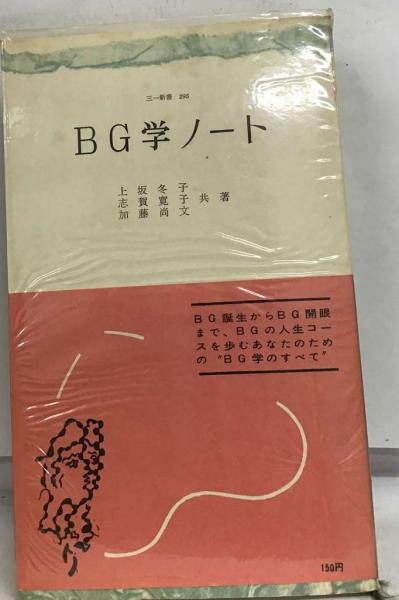 三一新書 295
BG学ノート
上坂冬子
志賀寛子共著
加藤尚文
BG誕生からBG開眼
まで、BGの人生コー
スを歩むあなたのため
の〝BG学のすべて〟
150円